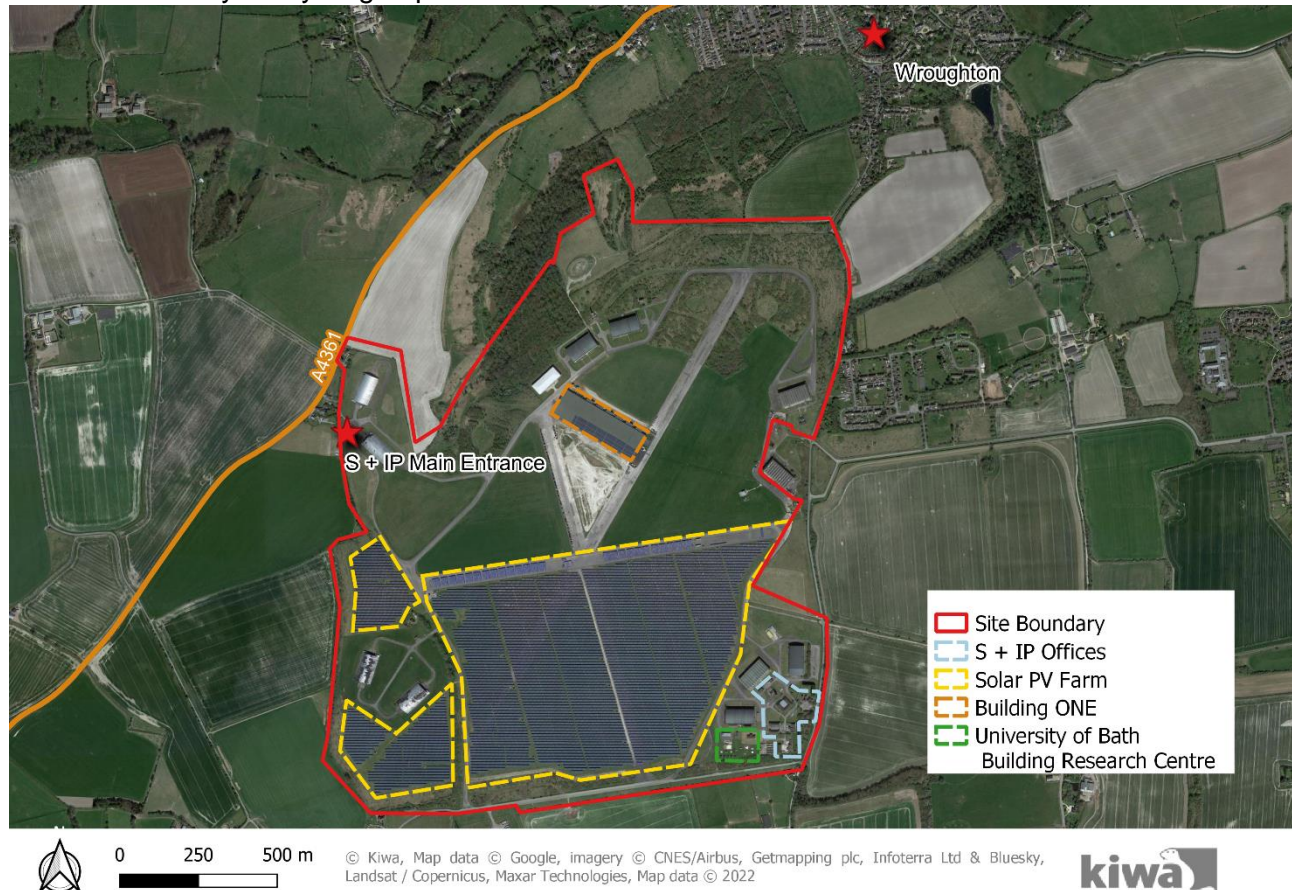 Wroughton
A4361
S + IP Main Entrance
Site Boundary
S + IP Offices
Solar PV Farm
Building ONE
University of Bath
Building Research Centre
0 250 500 m
© Kiwa, Map data © Google, imagery © CNES/Airbus, Getmapping plc, Infoterra Ltd & Bluesky,
Landsat / Copernicus, Maxar Technologies, Map data © 2022
kiwa